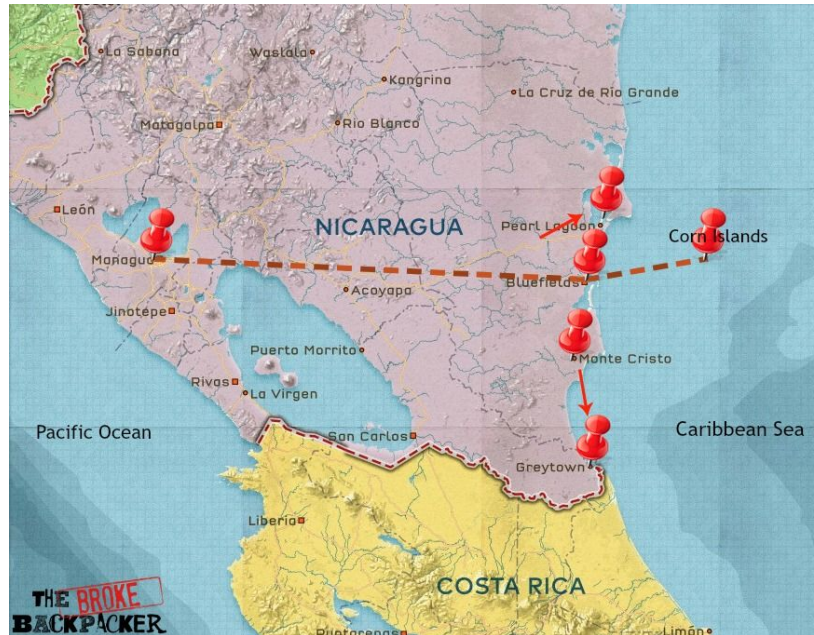 La Sabana
Waslala
Kangrina
La Cruz de Río Grande
Matagalpa
Rio Blanco
León
NICARAGUA
Pearl Lagoon
Corn Islands
Managua
Bluefields
Acoyapa
Jinotepe
Puerto Morrito
Monte Cristo
Rivas
La Virgen
Pacific Ocean
San Carlos
Caribbean Sea
Greytown
Liberia
COSTA RICA
THE BROKE
BACKPACKER
Puntarenas
Limón